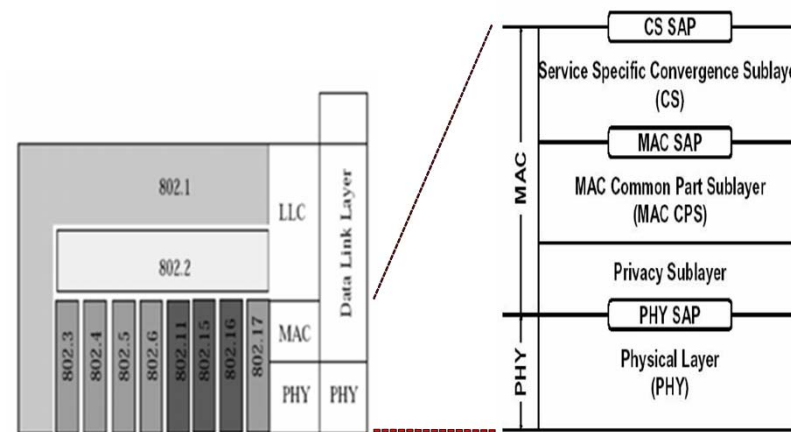 802.1
802.2
802.3
802.4
802.5
802.6
802.11
802.15
802.16
802.17
LLC
MAC
PHY
Data Link Layer
PHY
MAC
PHY
CS SAP
Service Specific Convergence Sublaye
(CS)
MAC SAP
MAC Common Part Sublayer
(MAC CPS)
Privacy Sublayer
PHY SAP
Physical Layer
(PHY)